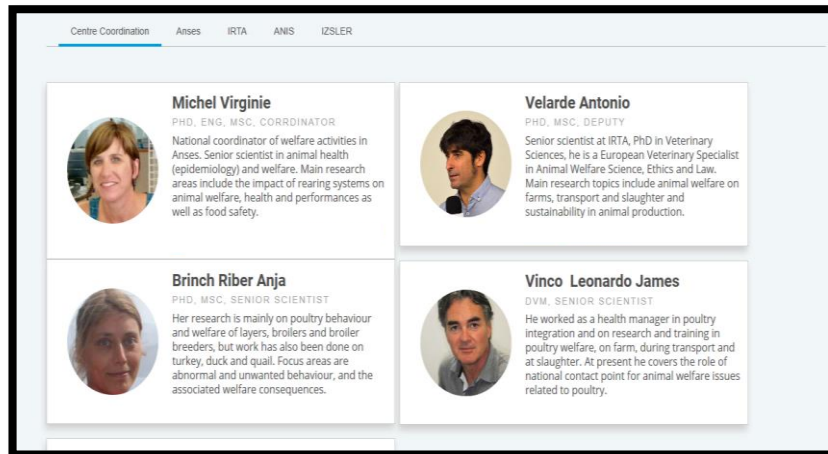 Centre Coordination Anses IRTA ANIS IZSLER
Michel Virginie
PHD, ENG, MSC, CORRDINATOR
National coordinator of welfare activities in
Anses. Senior scientist in animal health
(epidemiology) and welfare. Main research
areas include the impact of rearing systems on
animal welfare, health and performances as
well as food safety.
Velarde Antonio
PHD, MSC, DEPUTY
Senior scientist at IRTA, PhD in Veterinary
Sciences, he is a European Veterinary Specialist
in Animal Welfare Science, Ethics and Law.
Main research topics include animal welfare on
farms, transport and slaughter and
sustainability in animal production.
Brinch Riber Anja
PHD, MSC, SENIOR SCIENTIST
Her research is mainly on poultry behaviour
and welfare of layers, broilers and broiler
breeders, but work has also been done on
turkey, duck and quail. Focus areas are
abnormal and unwanted behaviour, and the
associated welfare consequences.
Vinco Leonardo James
DVM, SENIOR SCIENTIST
He worked as a health manager in poultry
integration and on research and training in
poultry welfare, on farm, during transport and
at slaughter. At present he covers the role of
national contact point for animal welfare issues
related to poultry.